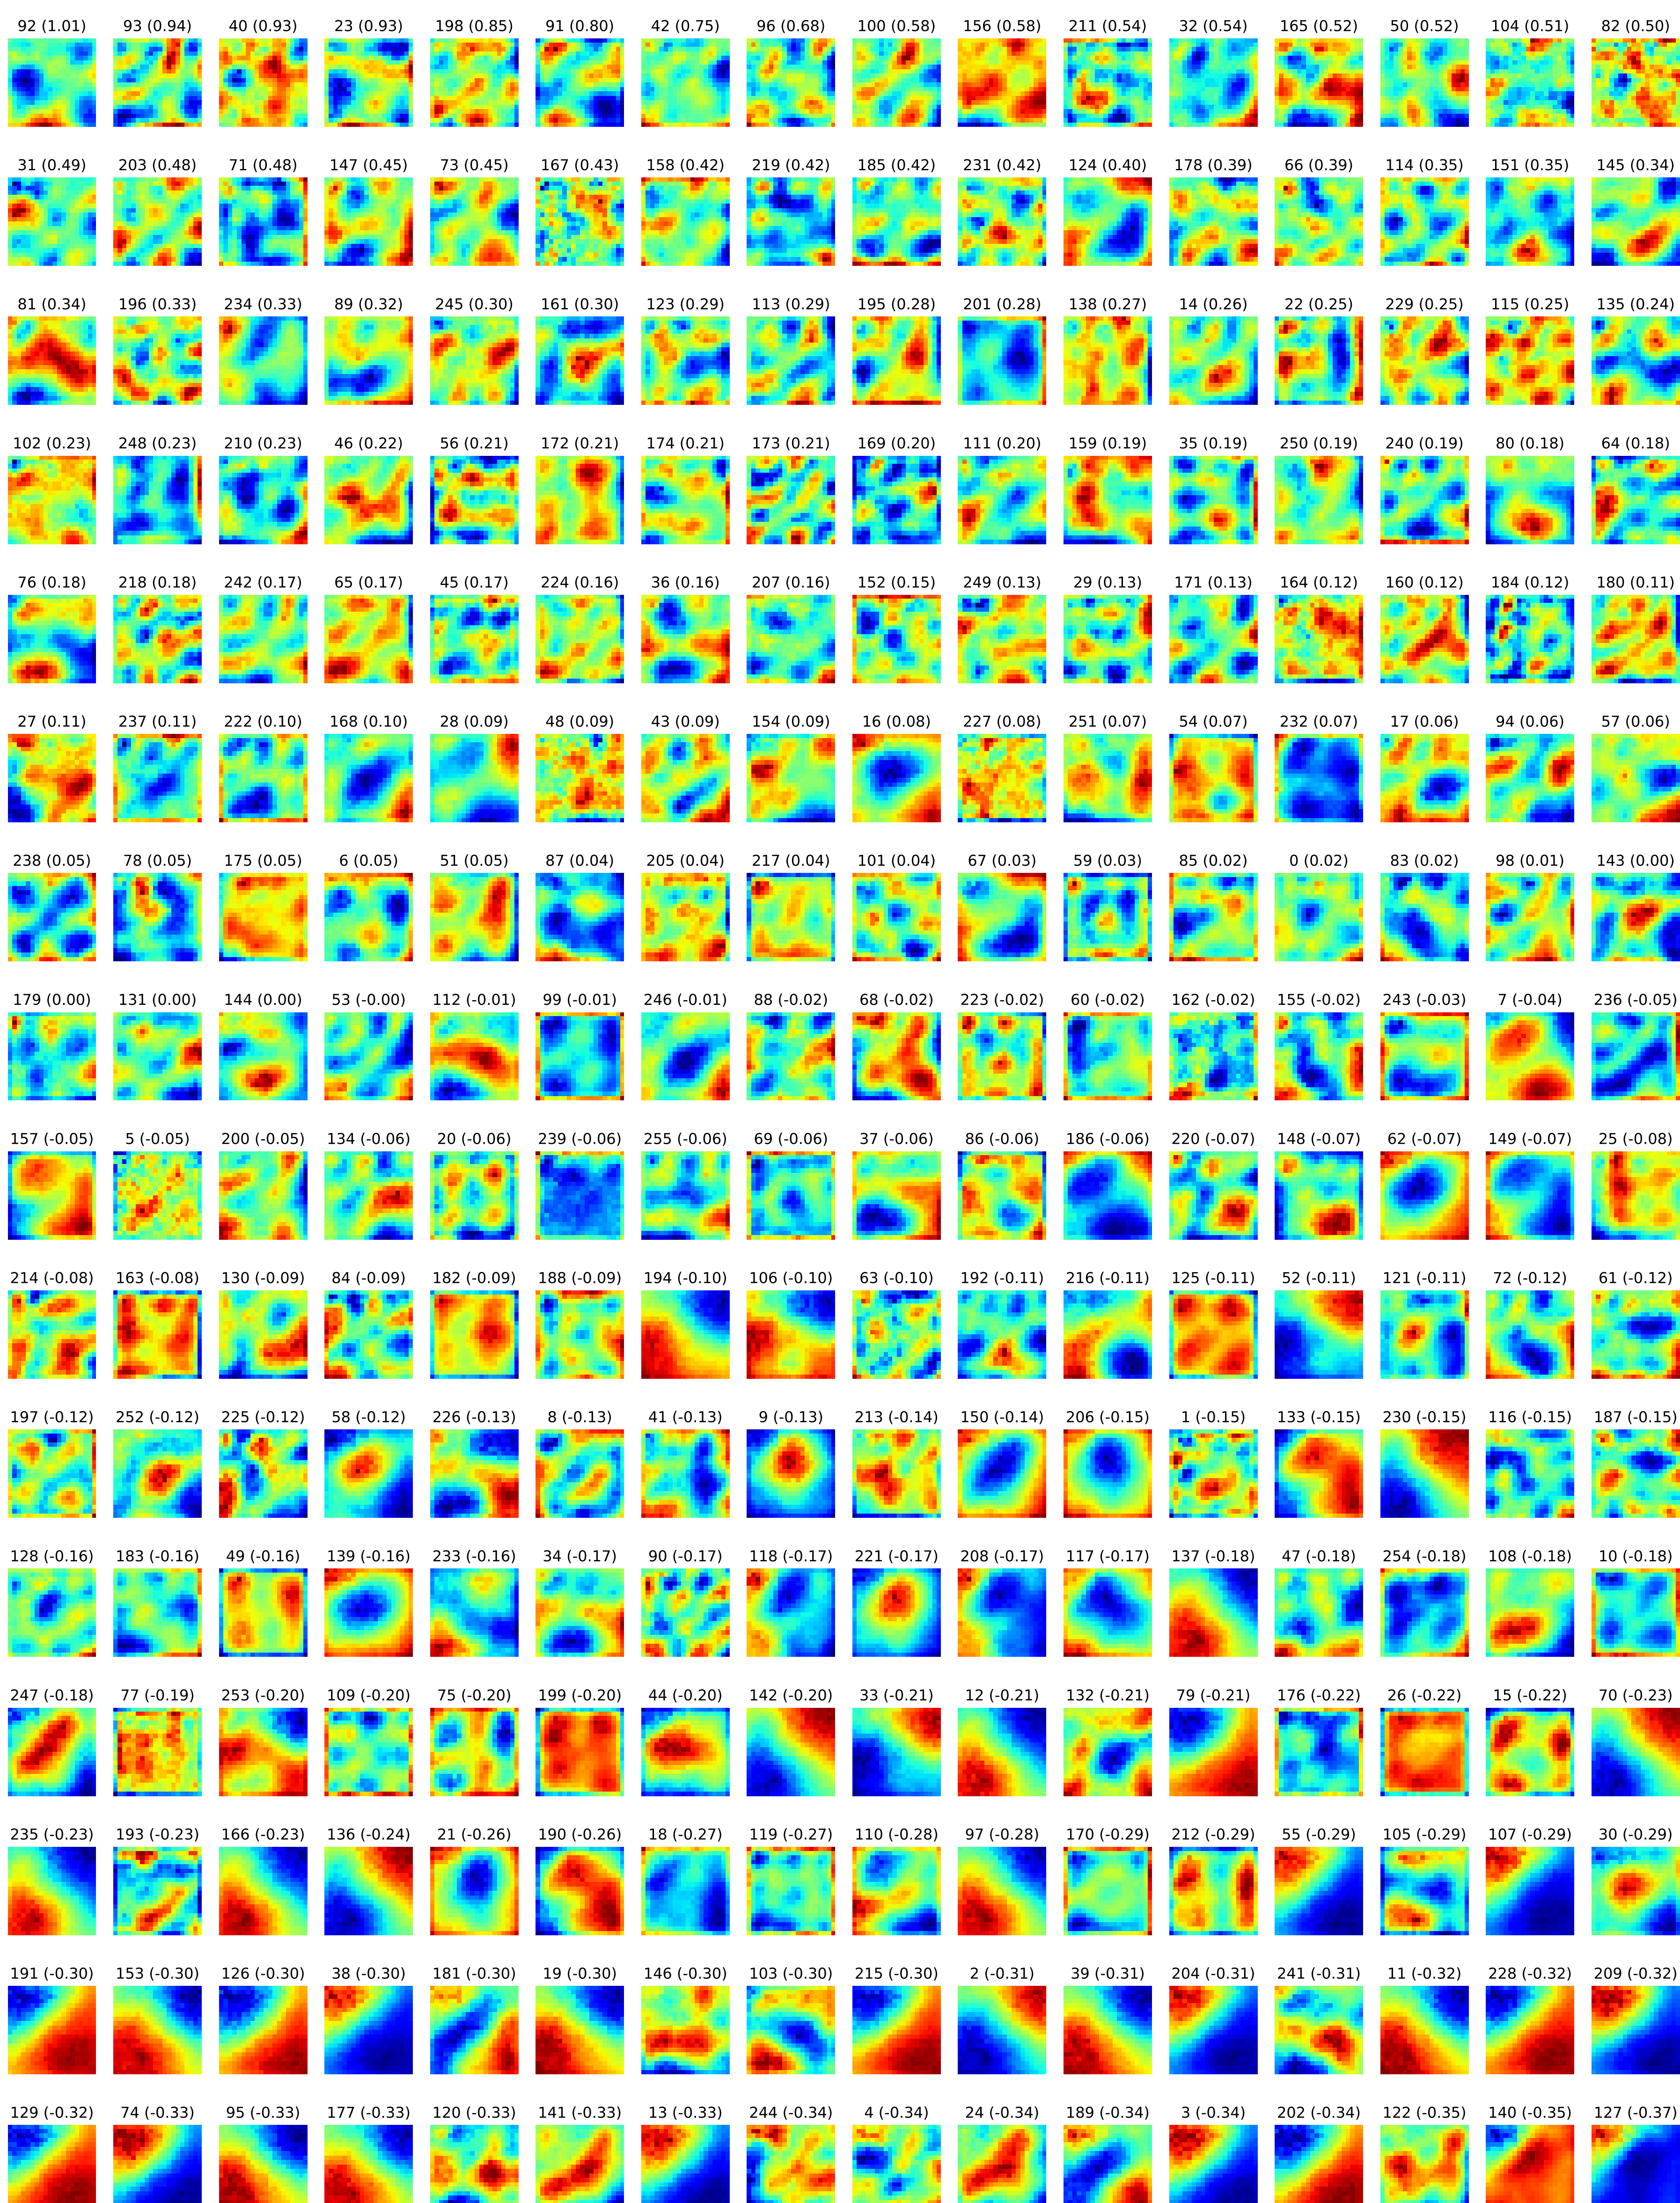 92 (1.01) 93 (0.94) 40 (0.93) 23 (0.93) 198 (0.85) 91 (0.80) 42 (0.75) 96 (0.68) 100 (0.58) 156 (0.58) 211 (0.54) 32 (0.54) 165 (0.52) 50 (0.52) 104 (0.51) 82 (0.50)
31 (0.49) 203 (0.48) 71 (0.48) 147 (0.45) 73 (0.45) 167 (0.43) 158 (0.42) 219 (0.42) 185 (0.42) 231 (0.42) 124 (0.40) 178 (0.39) 66 (0.39) 114 (0.35) 151 (0.35) 145 (0.34)
81 (0.34) 196 (0.33) 234 (0.33) 89 (0.32) 245 (0.30) 161 (0.30) 123 (0.29) 113 (0.29) 195 (0.28) 201 (0.28) 138 (0.27) 14 (0.26) 22 (0.25) 229 (0.25) 115 (0.25) 135 (0.24)
102 (0.23) 248 (0.23) 210 (0.23) 46 (0.22) 56 (0.21) 172 (0.21) 174 (0.21) 173 (0.21) 169 (0.20) 111 (0.20) 159 (0.19) 35 (0.19) 250 (0.19) 240 (0.19) 80 (0.18) 64 (0.18)
76 (0.18) 218 (0.18) 242 (0.17) 65 (0.17) 45 (0.17) 224 (0.16) 36 (0.16) 207 (0.16) 152 (0.15) 249 (0.13) 29 (0.13) 171 (0.13) 164 (0.12) 160 (0.12) 184 (0.12) 180 (0.11)
27 (0.11) 237 (0.11) 222 (0.10) 168 (0.10) 28 (0.09) 48 (0.09) 43 (0.09) 154 (0.09) 16 (0.08) 227 (0.08) 251 (0.07) 54 (0.07) 232 (0.07) 17 (0.06) 94 (0.06) 57 (0.06)
238 (0.05) 78 (0.05) 175 (0.05) 6 (0.05) 51 (0.05) 87 (0.04) 205 (0.04) 217 (0.04) 101 (0.04) 67 (0.03) 59 (0.03) 85 (0.02) 0 (0.02) 83 (0.02) 98 (0.01) 143 (0.00)
179 (0.00) 131 (0.00) 144 (0.00) 53 (-0.00) 112 (-0.01) 99 (-0.01) 246 (-0.01) 88 (-0.02) 68 (-0.02) 223 (-0.02) 60 (-0.02) 162 (-0.02) 155 (-0.02) 243 (-0.03) 7 (-0.04) 236 (-0.05)
157 (-0.05) 5 (-0.05) 200 (-0.05) 134 (-0.06) 20 (-0.06) 239 (-0.06) 255 (-0.06) 69 (-0.06) 37 (-0.06) 86 (-0.06) 186 (-0.06) 220 (-0.07) 148 (-0.07) 62 (-0.07) 149 (-0.07) 25 (-0.08)
214 (-0.08) 163 (-0.08) 130 (-0.09) 84 (-0.09) 182 (-0.09) 188 (-0.09) 194 (-0.10) 106 (-0.10) 63 (-0.10) 192 (-0.11) 216 (-0.11) 125 (-0.11) 52 (-0.11) 121 (-0.11) 72 (-0.12) 61 (-0.12)
197 (-0.12) 252 (-0.12) 225 (-0.12) 58 (-0.12) 226 (-0.13) 8 (-0.13) 41 (-0.13) 9 (-0.13) 213 (-0.14) 150 (-0.14) 206 (-0.15) 1 (-0.15) 133 (-0.15) 230 (-0.15) 116 (-0.15) 187 (-0.15)
128 (-0.16) 183 (-0.16) 49 (-0.16) 139 (-0.16) 233 (-0.16) 34 (-0.17) 90 (-0.17) 118 (-0.17) 221 (-0.17) 208 (-0.17) 117 (-0.17) 137 (-0.18) 47 (-0.18) 254 (-0.18) 108 (-0.18) 10 (-0.18)
247 (-0.18) 77 (-0.19) 253 (-0.20) 109 (-0.20) 75 (-0.20) 199 (-0.20) 44 (-0.20) 142 (-0.20) 33 (-0.21) 12 (-0.21) 132 (-0.21) 79 (-0.21) 176 (-0.22) 26 (-0.22) 15 (-0.22) 70 (-0.23)
235 (-0.23) 193 (-0.23) 166 (-0.23) 136 (-0.24) 21 (-0.26) 190 (-0.26) 18 (-0.27) 119 (-0.27) 110 (-0.28) 97 (-0.28) 170 (-0.29) 212 (-0.29) 55 (-0.29) 105 (-0.29) 107 (-0.29) 30 (-0.29)
191 (-0.30) 153 (-0.30) 126 (-0.30) 38 (-0.30) 181 (-0.30) 19 (-0.30) 146 (-0.30) 103 (-0.30) 215 (-0.30) 2 (-0.31) 39 (-0.31) 204 (-0.31) 241 (-0.31) 11 (-0.32) 228 (-0.32) 209 (-0.32)
129 (-0.32) 74 (-0.33) 95 (-0.33) 177 (-0.33) 120 (-0.33) 141 (-0.33) 13 (-0.33) 244 (-0.34) 4 (-0.34) 24 (-0.34) 189 (-0.34) 3 (-0.34) 202 (-0.34) 122 (-0.35) 140 (-0.35) 127 (-0.37)